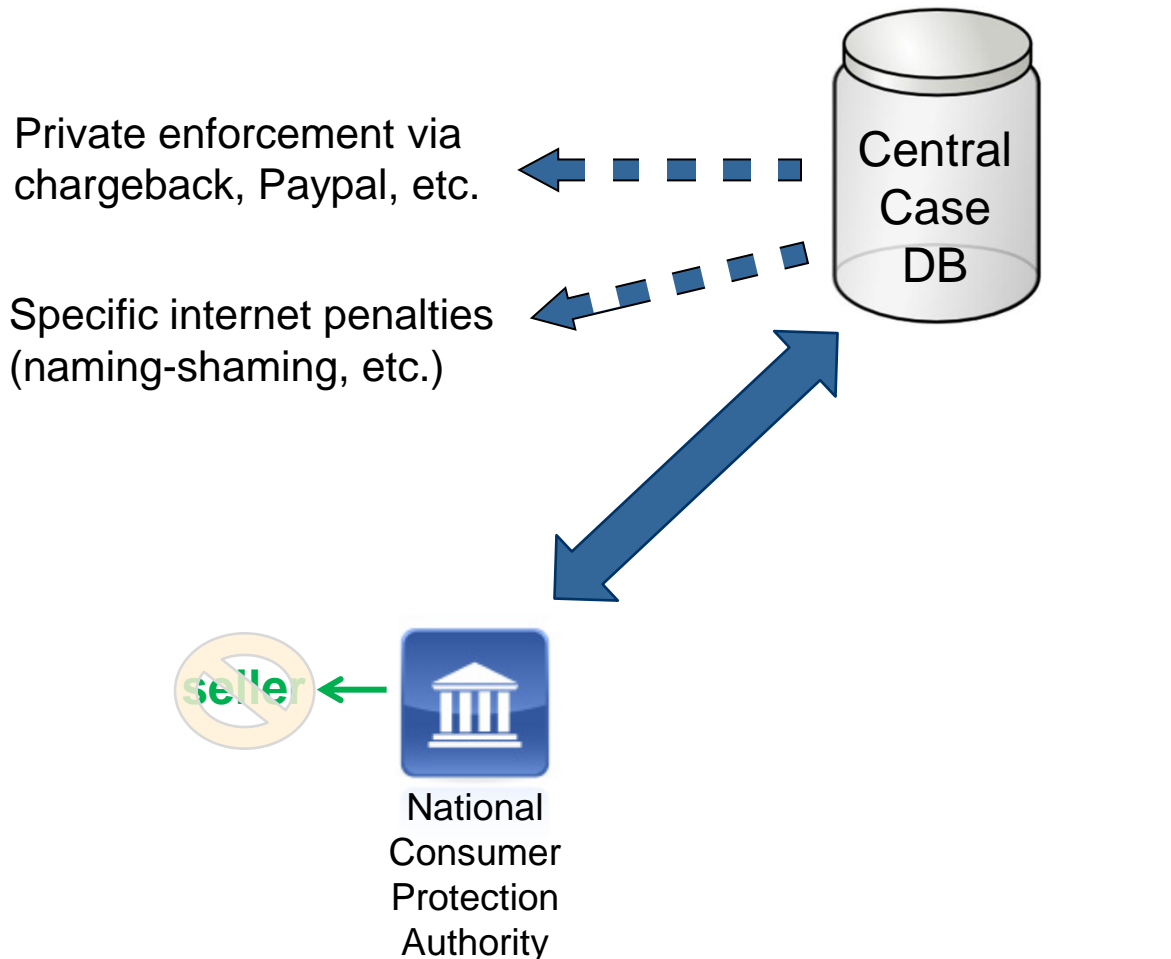 Private enforcement via
chargeback, Paypal, etc.
Central
Case
DB
Specific internet penalties
(naming-shaming, etc.)
seller
National
Consumer
Protection
Authority